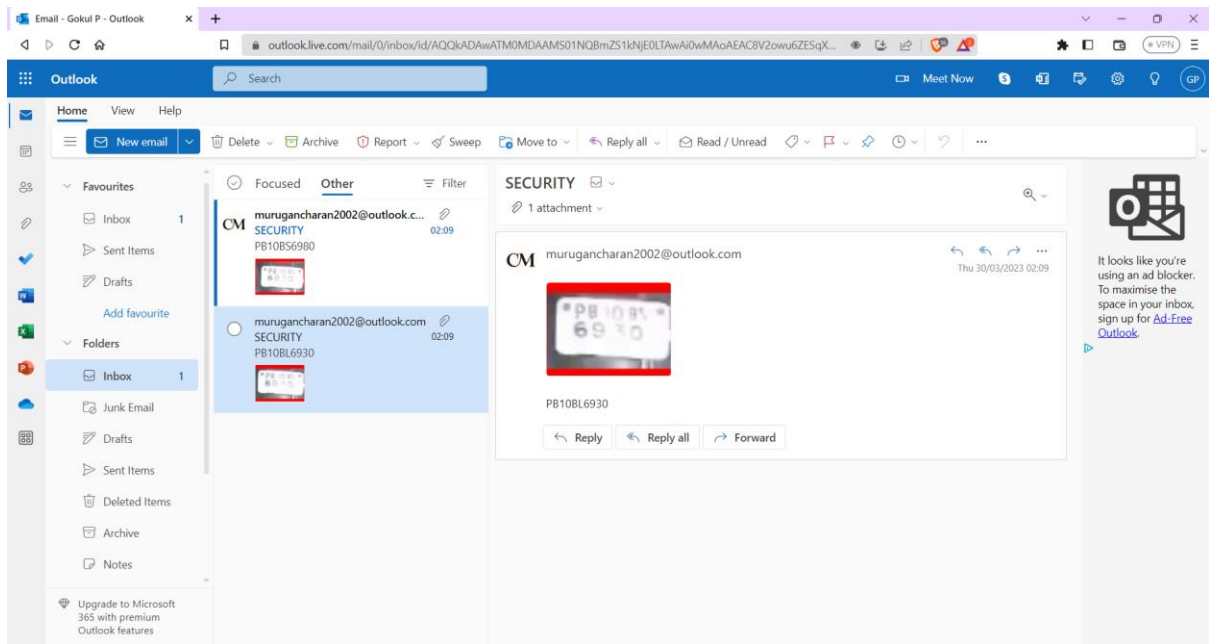 Email - Gokul P - Outlook
outlook.live.com/mail/0/inbox/id/AQQkADAwATM0MDAAMS01NQBmZS1kNjE0LTAwAi0wMAoAEAC8V2owu6ZESqX...
VPN
Outlook
Search
Meet Now
GP
Home View Help
New email
Delete
Archive
Report
Sweep
Move to
Reply all
Read / Unread
Favourites
Inbox 1
Sent Items
Drafts
Add favourite
Folders
Inbox 1
Junk Email
Drafts
Sent Items
Deleted Items
Archive
Notes
Upgrade to Microsoft
365 with premium
Outlook features
Focused Other Filter
CM
murugancharan2002@outlook.c...
SECURITY 02:09
PB10BS6980
murugancharan2002@outlook.com
SECURITY 02:09
PB10BL6930
SECURITY
1 attachment
CM murugancharan2002@outlook.com
Thu 30/03/2023 02:09
6930
PB10BL6930
Reply Reply all Forward
It looks like you're
using an ad blocker.
To maximise the
space in your inbox,
sign up for Ad-Free
Outlook.